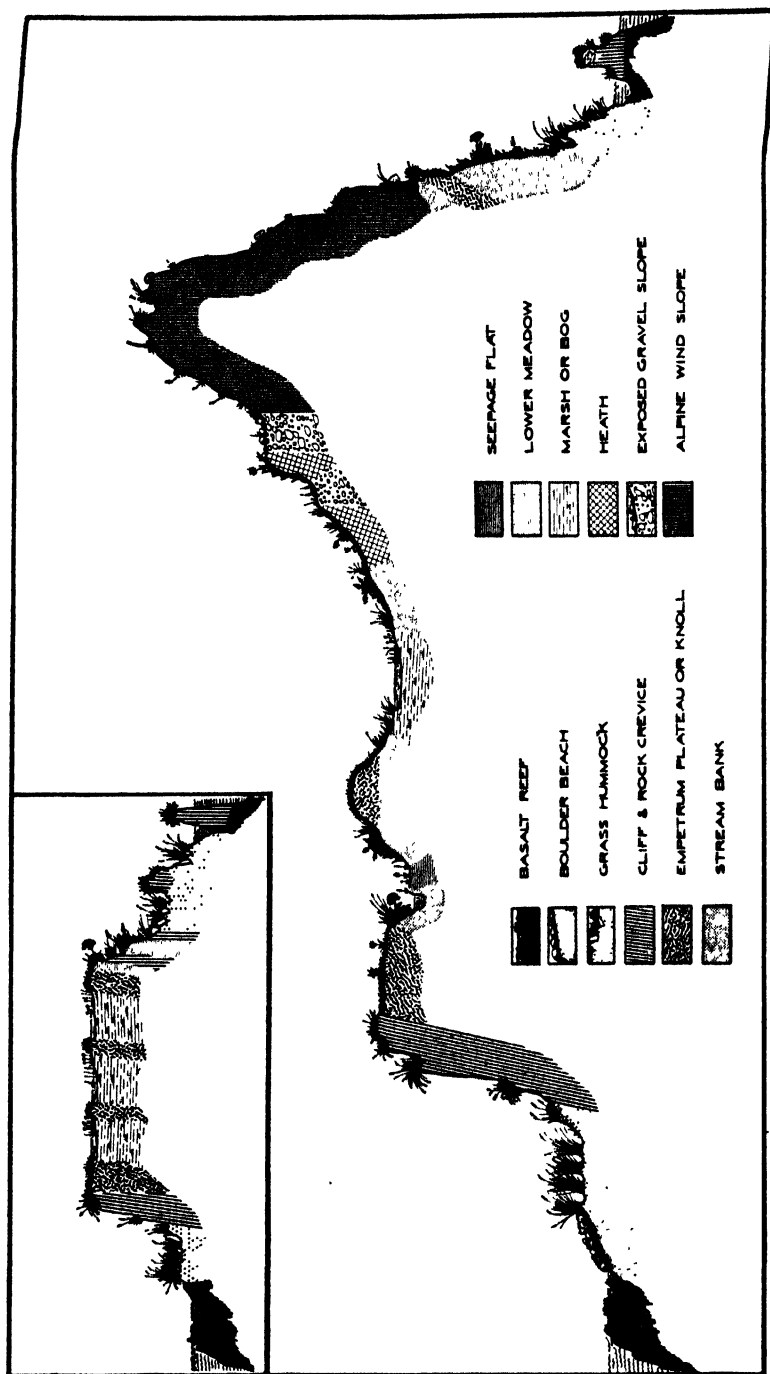 BASALT REEF
BOULDER BEACH
GRASS HUMMOCK
CLIFF & ROCK CREVICE
EMPETRUM PLATEAU OR KNOLL
STREAM BANK
SEEPAGE FLAT
LOWER MEADOW
MARSH OR BOG
HEATH
EXPOSED GRAVEL SLOPE
ALPINE WIND SLOPE